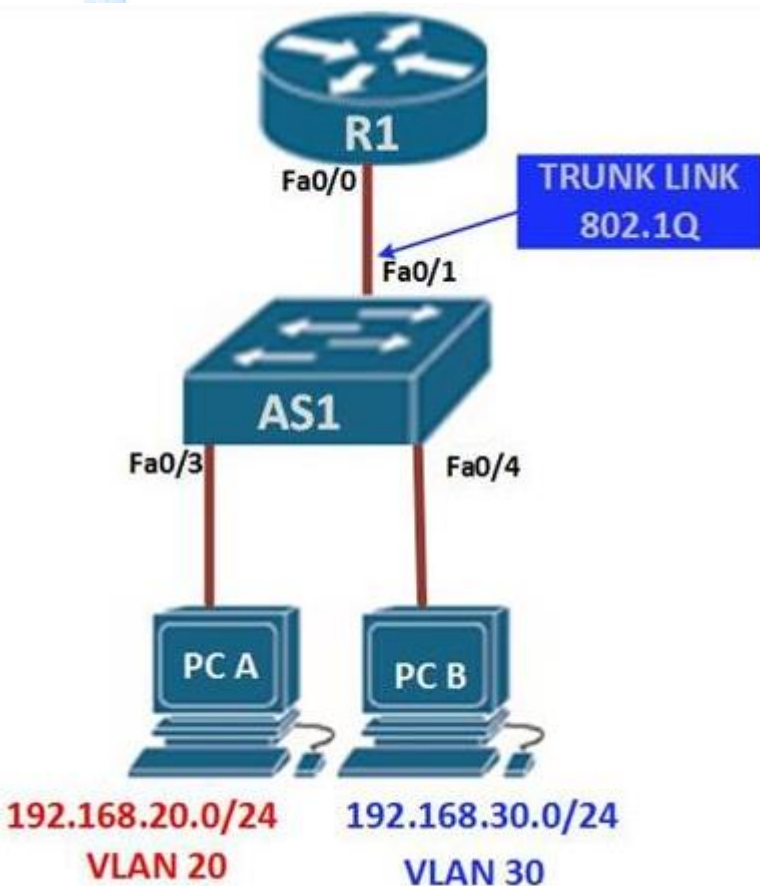 R1
Fa0/0
TRUNK LINK
802.1Q
Fa0/1
AS1
Fa0/3
Fa0/4
PC A
PC B
192.168.20.0/24
VLAN 20
192.168.30.0/24
VLAN 30